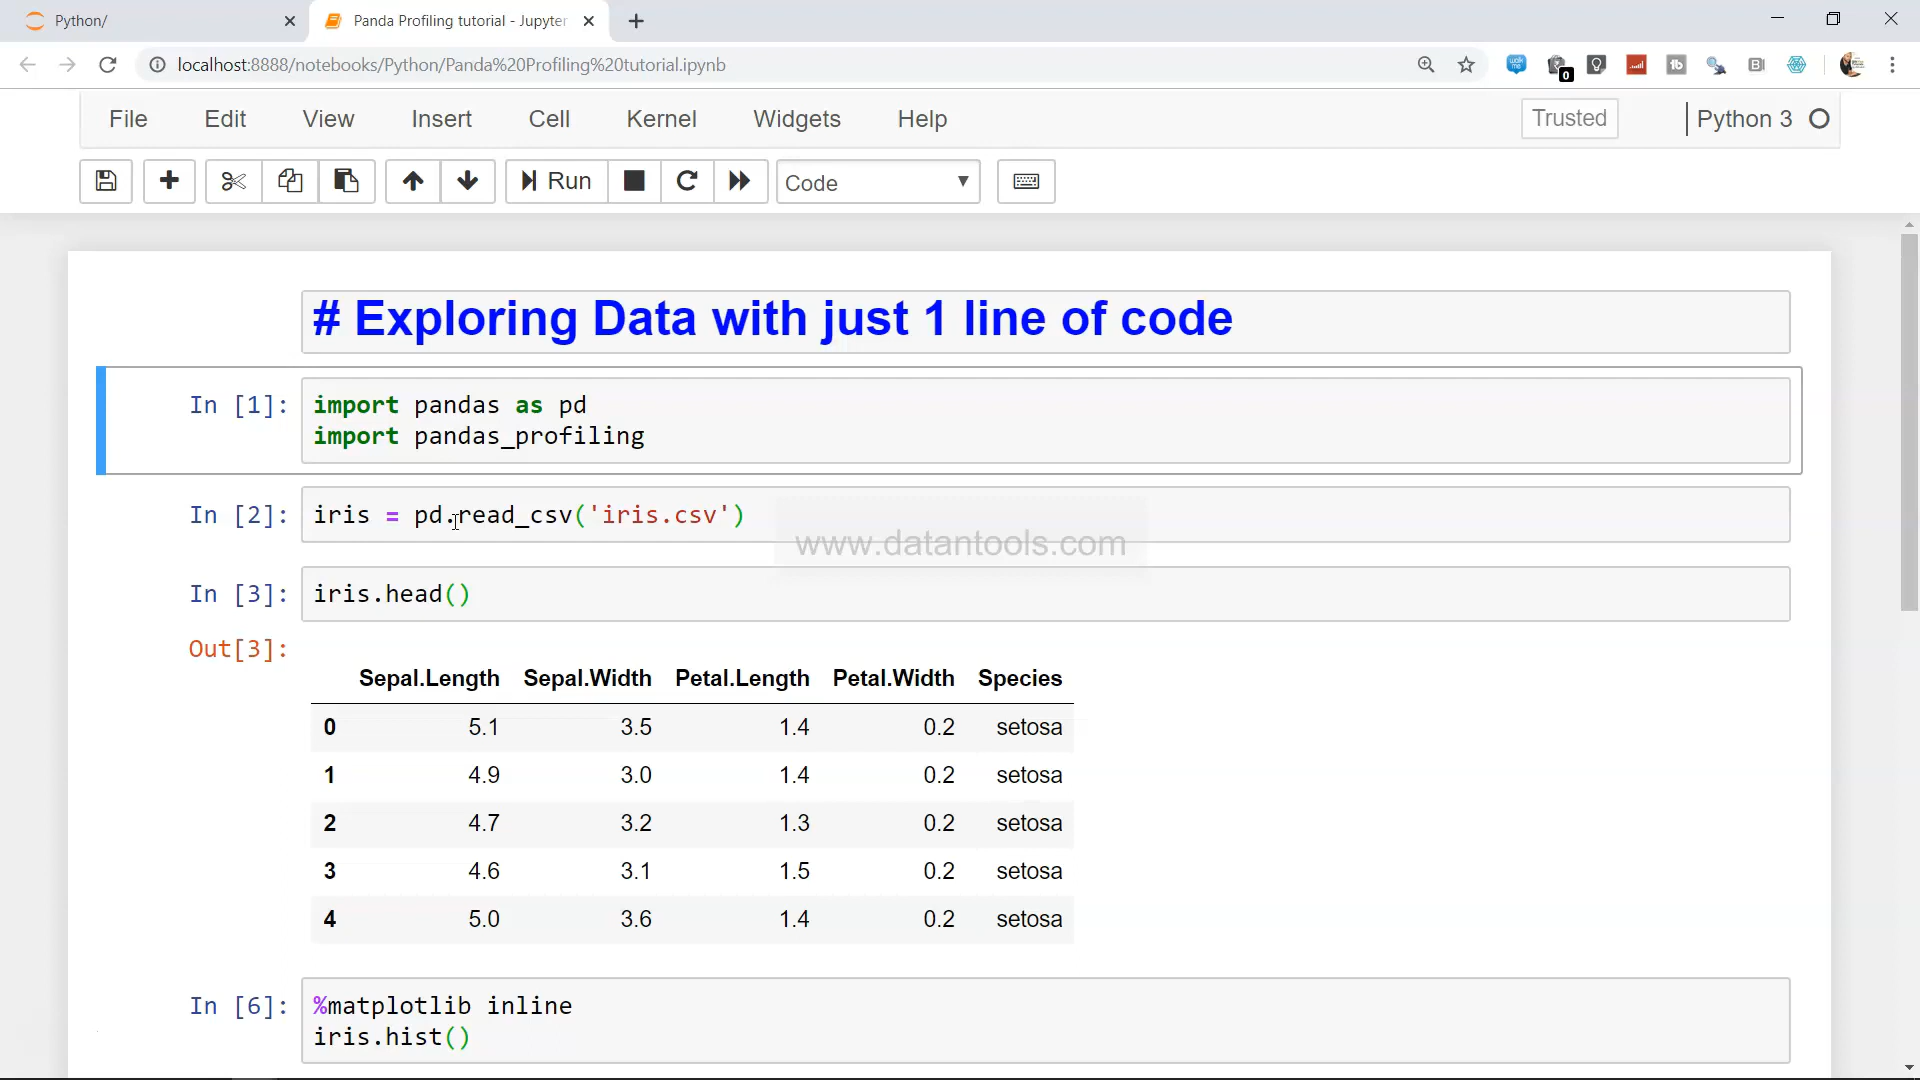 Python/
Panda Profiling tutorial - Jupyter
localhost:8888/notebooks/Python/Panda%20Profiling%20tutorial.ipynb
0
File Edit View Insert Cell Kernel Widgets Help Trusted Python 3
Run Code
# Exploring Data with just 1 line of code
In [1]: import pandas as pd
import pandas_profiling
In [2]: iris = pd.read_csv('iris.csv')
www.datantools.com
In [3]: iris.head()
Out[3]:
Sepal.Length Sepal.Width Petal.Length Petal.Width Species
0 5.1 3.5 1.4 0.2 setosa
1 4.9 3.0 1.4 0.2 setosa
2 4.7 3.2 1.3 0.2 setosa
3 4.6 3.1 1.5 0.2 setosa
4 5.0 3.6 1.4 0.2 setosa
In [6]: %matplotlib inline
iris.hist()